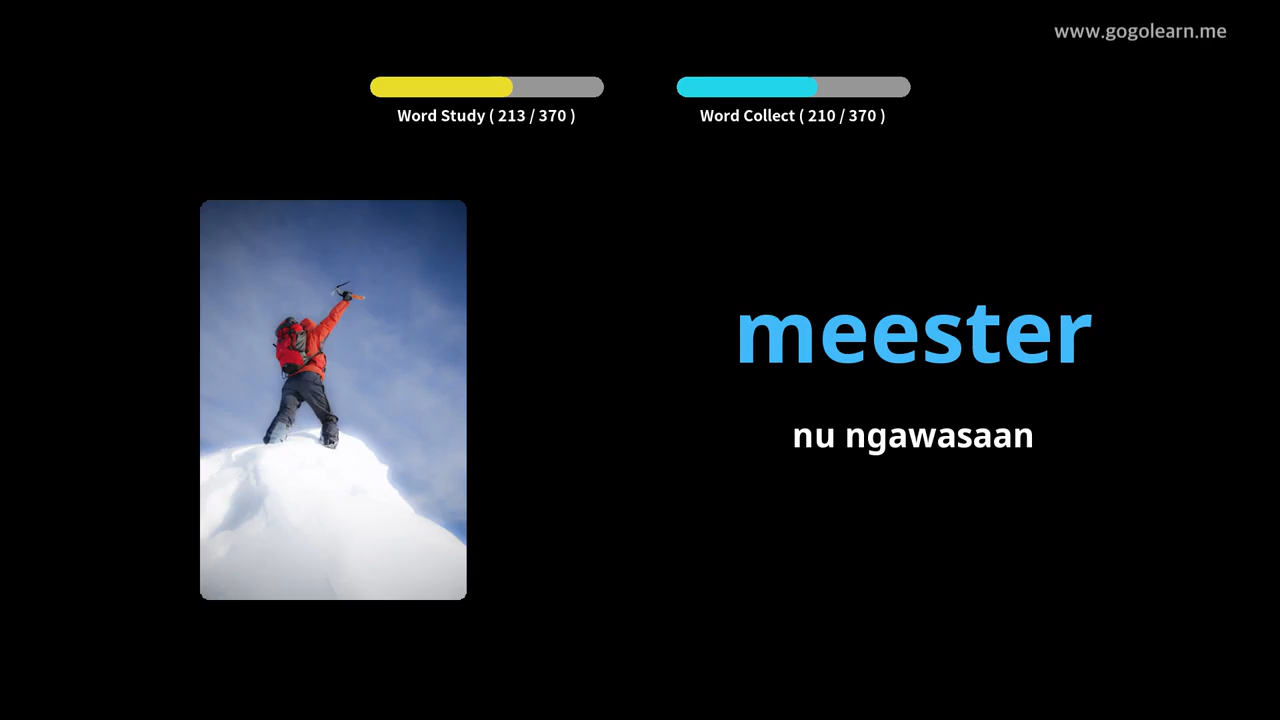 www.gogolearn.me
Word Study ( 213 / 370 )
Word Collect ( 210 / 370 )
meester
nu ngawasaan